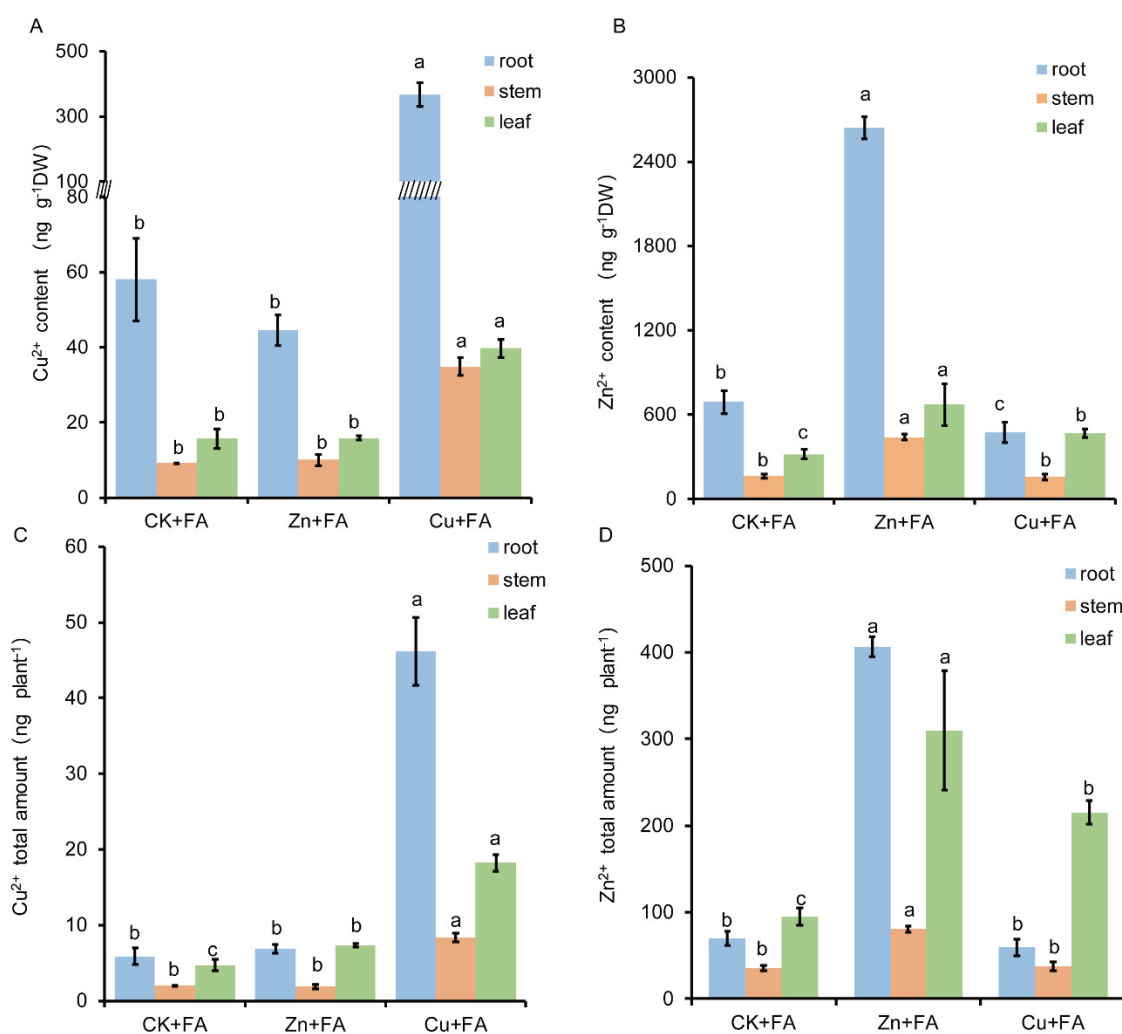 A
Cu²⁺ content (ng g⁻¹DW)
500
300
100
80
60
40
20
0
root
stem
leaf
b
b
b
b
b
b
a
a
a
CK+FA
Zn+FA
Cu+FA
B
Zn²⁺ content (ng g⁻¹DW)
3000
2400
1800
1200
600
0
root
stem
leaf
b
b
c
a
a
a
c
b
b
CK+FA
Zn+FA
Cu+FA
C
Cu²⁺ total amount (ng plant⁻¹)
60
50
40
30
20
10
0
root
stem
leaf
b
b
c
b
b
b
a
a
a
CK+FA
Zn+FA
Cu+FA
D
Zn²⁺ total amount (ng plant⁻¹)
500
400
300
200
100
0
root
stem
leaf
b
b
c
a
a
a
b
b
b
CK+FA
Zn+FA
Cu+FA